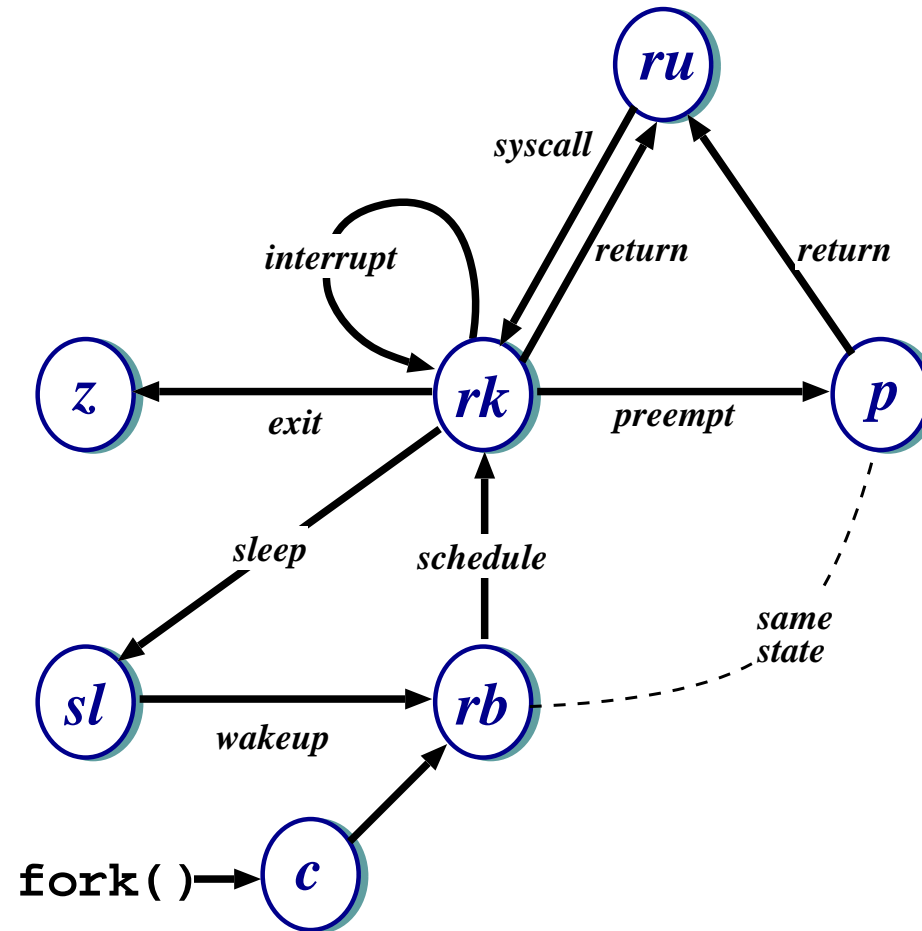 ru
syscall
interrupt
return
return
z
rk
p
exit
preempt
sleep
schedule
same
state
sl
rb
wakeup
fork()
c